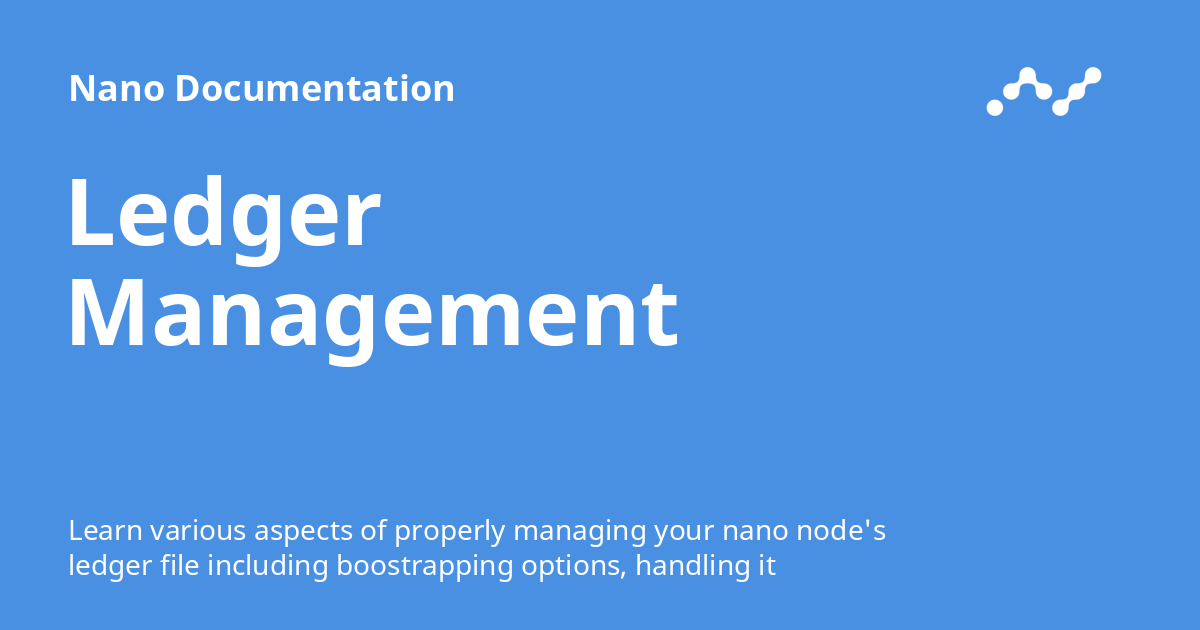 Nano Documentation
Ledger
Management
Learn various aspects of properly managing your nano node's
ledger file including boostrapping options, handling it